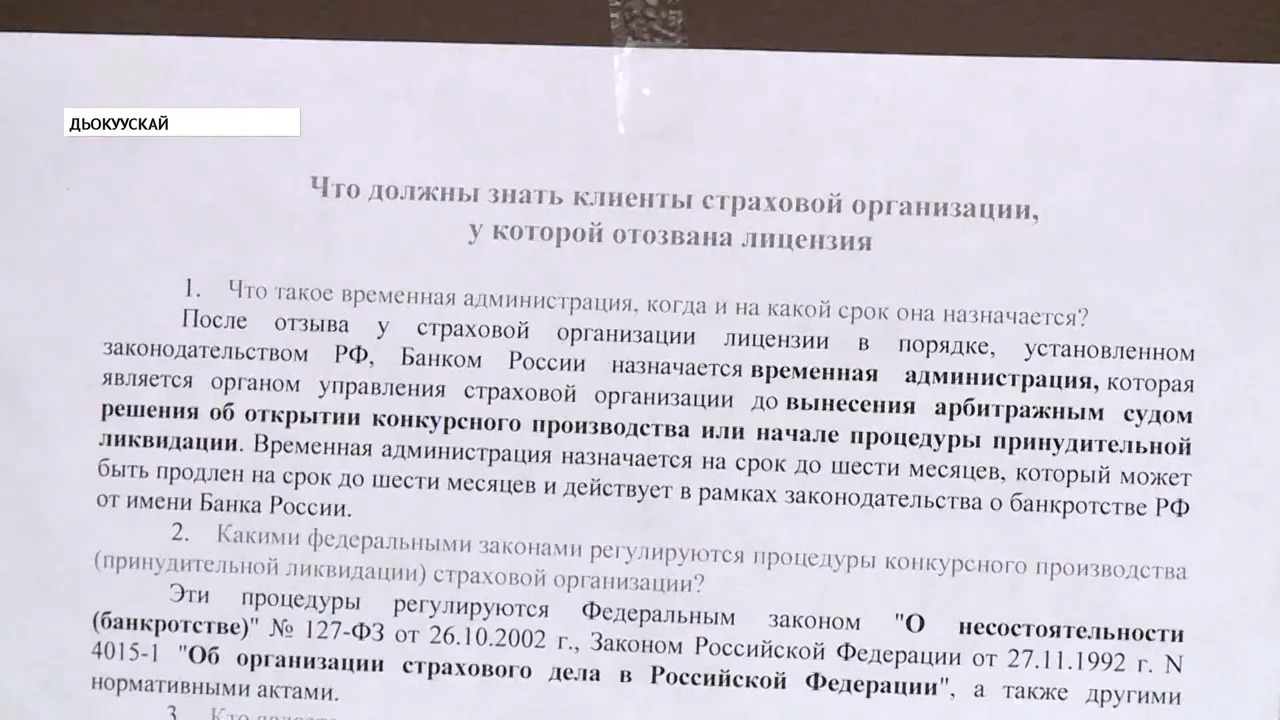 ДЬОКУУСКАЙ
Что должны знать клиенты страховой организации,
у которой отозвана лицензия
1. Что такое временная администрация, когда и на какой срок она назначается?
После отзыва у страховой организации лицензии в порядке, установленном
законодательством РФ, Банком России назначается временная администрация, которая
является органом управления страховой организации до вынесения арбитражным судом
решения об открытии конкурсного производства или начале процедуры принудительной
ликвидации. Временная администрация назначается на срок до шести месяцев, который может
быть продлен на срок до шести месяцев и действует в рамках законодательства о банкротстве РФ
от имени Банка России.
2. Какими федеральными законами регулируются процедуры конкурсного производства
(принудительной ликвидации) страховой организации?
Эти процедуры регулируются Федеральным законом "О несостоятельности
(банкротстве)" № 127-ФЗ от 26.10.2002 г., Законом Российской Федерации от 27.11.1992 г. N
4015-1 "Об организации страхового дела в Российской Федерации", а также другими
нормативными актами.
3. Кто